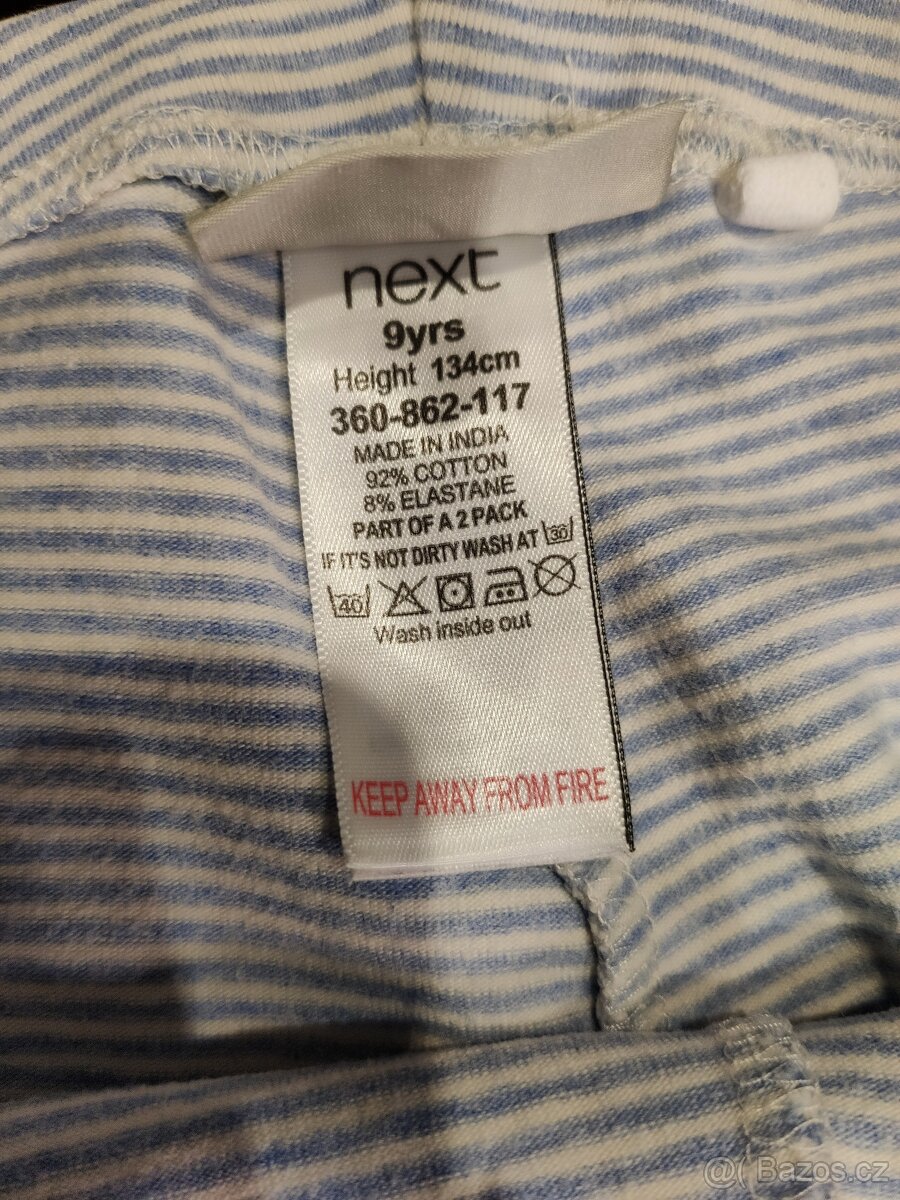 next
9yrs
Height 134cm
360-862-117
MADE IN INDIA
92% COTTON
8% ELASTANE
PART OF A 2 PACK
IF IT'S NOT DIRTY WASH AT 30
40
Wash inside out
KEEP AWAY FROM FIRE
@ Bazos.cz